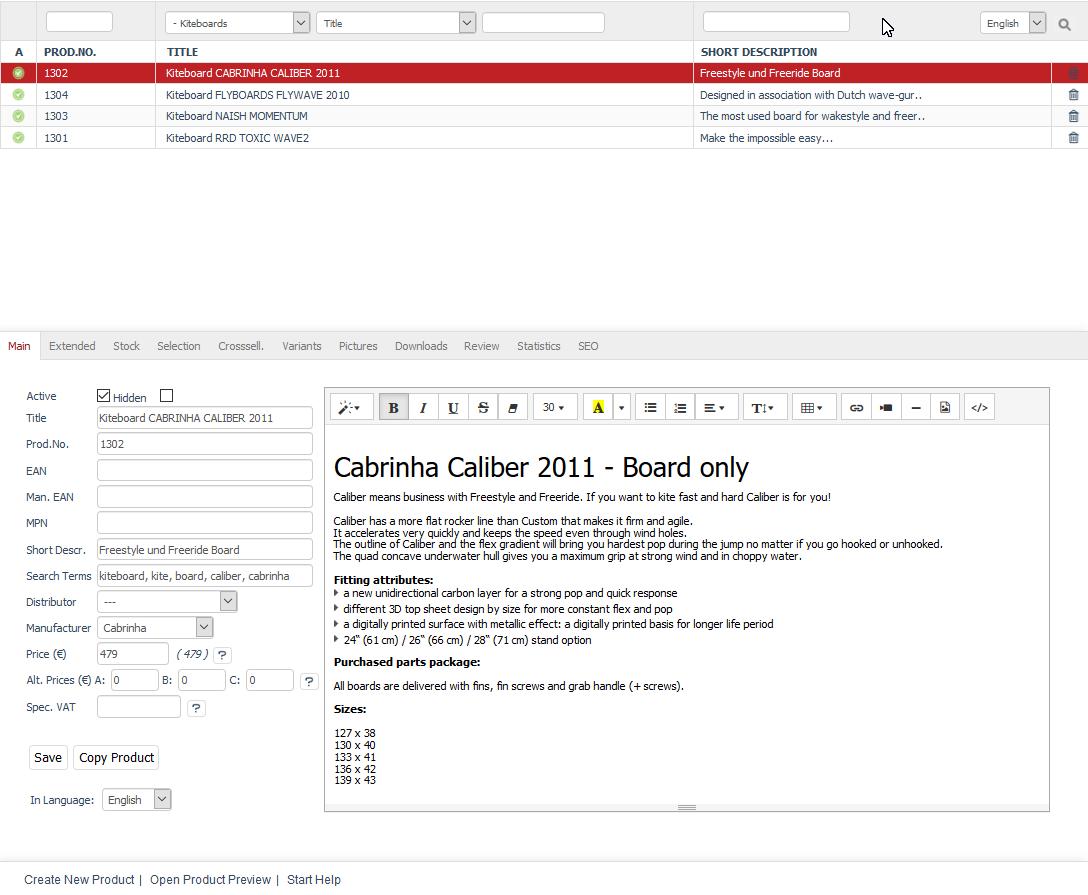 - Kiteboards Title English
A PROD.NO. TITLE SHORT DESCRIPTION
1302 Kiteboard CABRINHA CALIBER 2011 Freestyle und Freeride Board
1304 Kiteboard FLYBOARDS FLYWAVE 2010 Designed in association with Dutch wave-gur..
1303 Kiteboard NAISH MOMENTUM The most used board for wakestyle and freer..
1301 Kiteboard RRD TOXIC WAVE2 Make the impossible easy...
Main Extended Stock Selection Crosssell. Variants Pictures Downloads Review Statistics SEO
Active Hidden
Title Kiteboard CABRINHA CALIBER 2011
Prod.No. 1302
EAN
Man. EAN
MPN
Short Descr. Freestyle und Freeride Board
Search Terms kiteboard, kite, board, caliber, cabrinha
Distributor ---
Manufacturer Cabrinha
Price (€) 479 ( 479 ) ?
Alt. Prices (€) A: 0 B: 0 C: 0 ?
Spec. VAT ?
Save Copy Product
In Language: English
B I U S 30 A T </>
Cabrinha Caliber 2011 - Board only
Caliber means business with Freestyle and Freeride. If you want to kite fast and hard Caliber is for you!
Caliber has a more flat rocker line than Custom that makes it firm and agile.
It accelerates very quickly and keeps the speed even through wind holes.
The outline of Caliber and the flex gradient will bring you hardest pop during the jump no matter if you go hooked or unhooked.
The quad concave underwater hull gives you a maximum grip at strong wind and in choppy water.
Fitting attributes:
a new unidirectional carbon layer for a strong pop and quick response
different 3D top sheet design by size for more constant flex and pop
a digitally printed surface with metallic effect: a digitally printed basis for longer life period
24“ (61 cm) / 26“ (66 cm) / 28“ (71 cm) stand option
Purchased parts package:
All boards are delivered with fins, fin screws and grab handle (+ screws).
Sizes:
127 x 38
130 x 40
133 x 41
136 x 42
139 x 43
Create New Product | Open Product Preview | Start Help